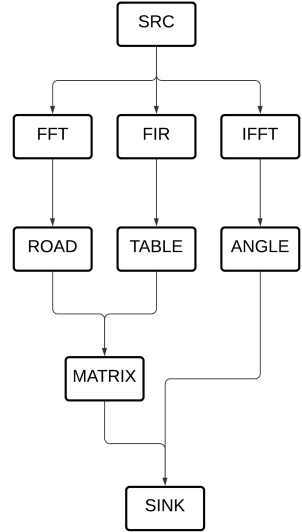 SRC
FFT
FIR
IFFT
ROAD
TABLE
ANGLE
MATRIX
SINK